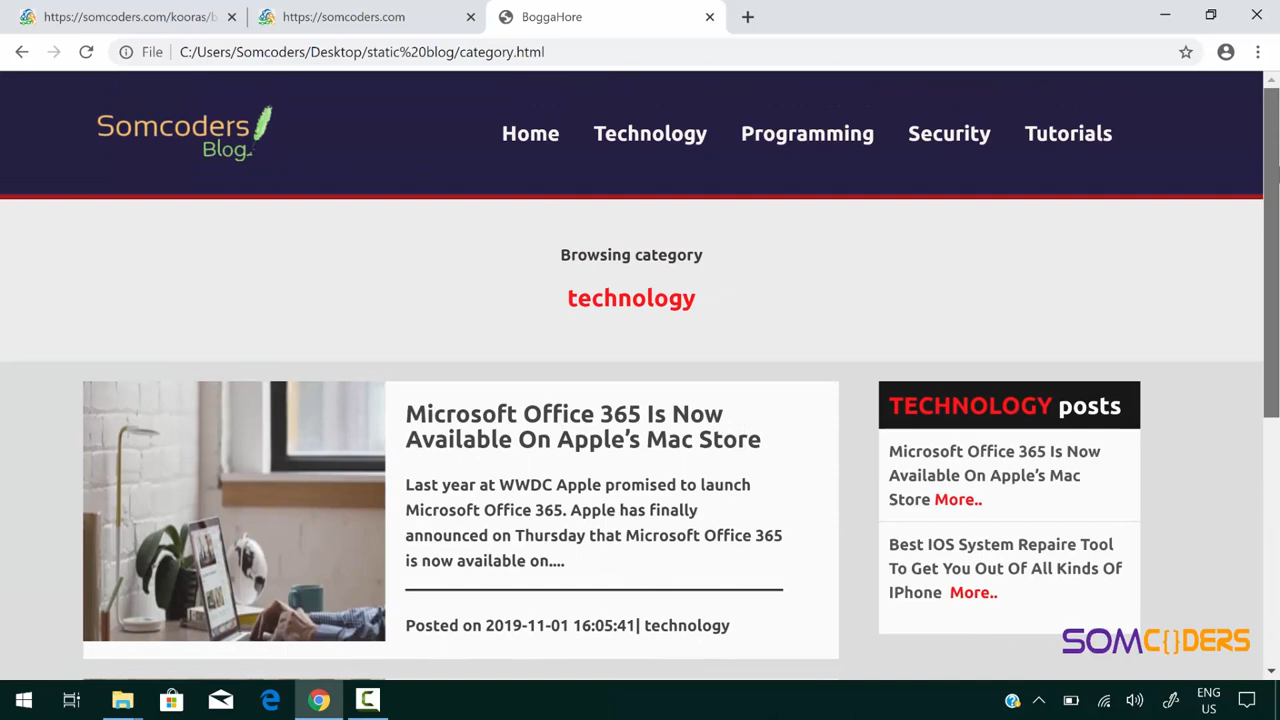 https://somcoders.com/kooras/b
https://somcoders.com
BoggaHore
File
C:/Users/Somcoders/Desktop/static%20blog/category.html
Somcoders
Blog
Home
Technology
Programming
Security
Tutorials
Browsing category
technology
Microsoft Office 365 Is Now
Available On Apple’s Mac Store
Last year at WWDC Apple promised to launch
Microsoft Office 365. Apple has finally
announced on Thursday that Microsoft Office 365
is now available on....
Posted on 2019-11-01 16:05:41| technology
TECHNOLOGY posts
Microsoft Office 365 Is Now
Available On Apple’s Mac
Store More..
Best IOS System Repaire Tool
To Get You Out Of All Kinds Of
IPhone More..
SOMC{}DERS
ENG
US